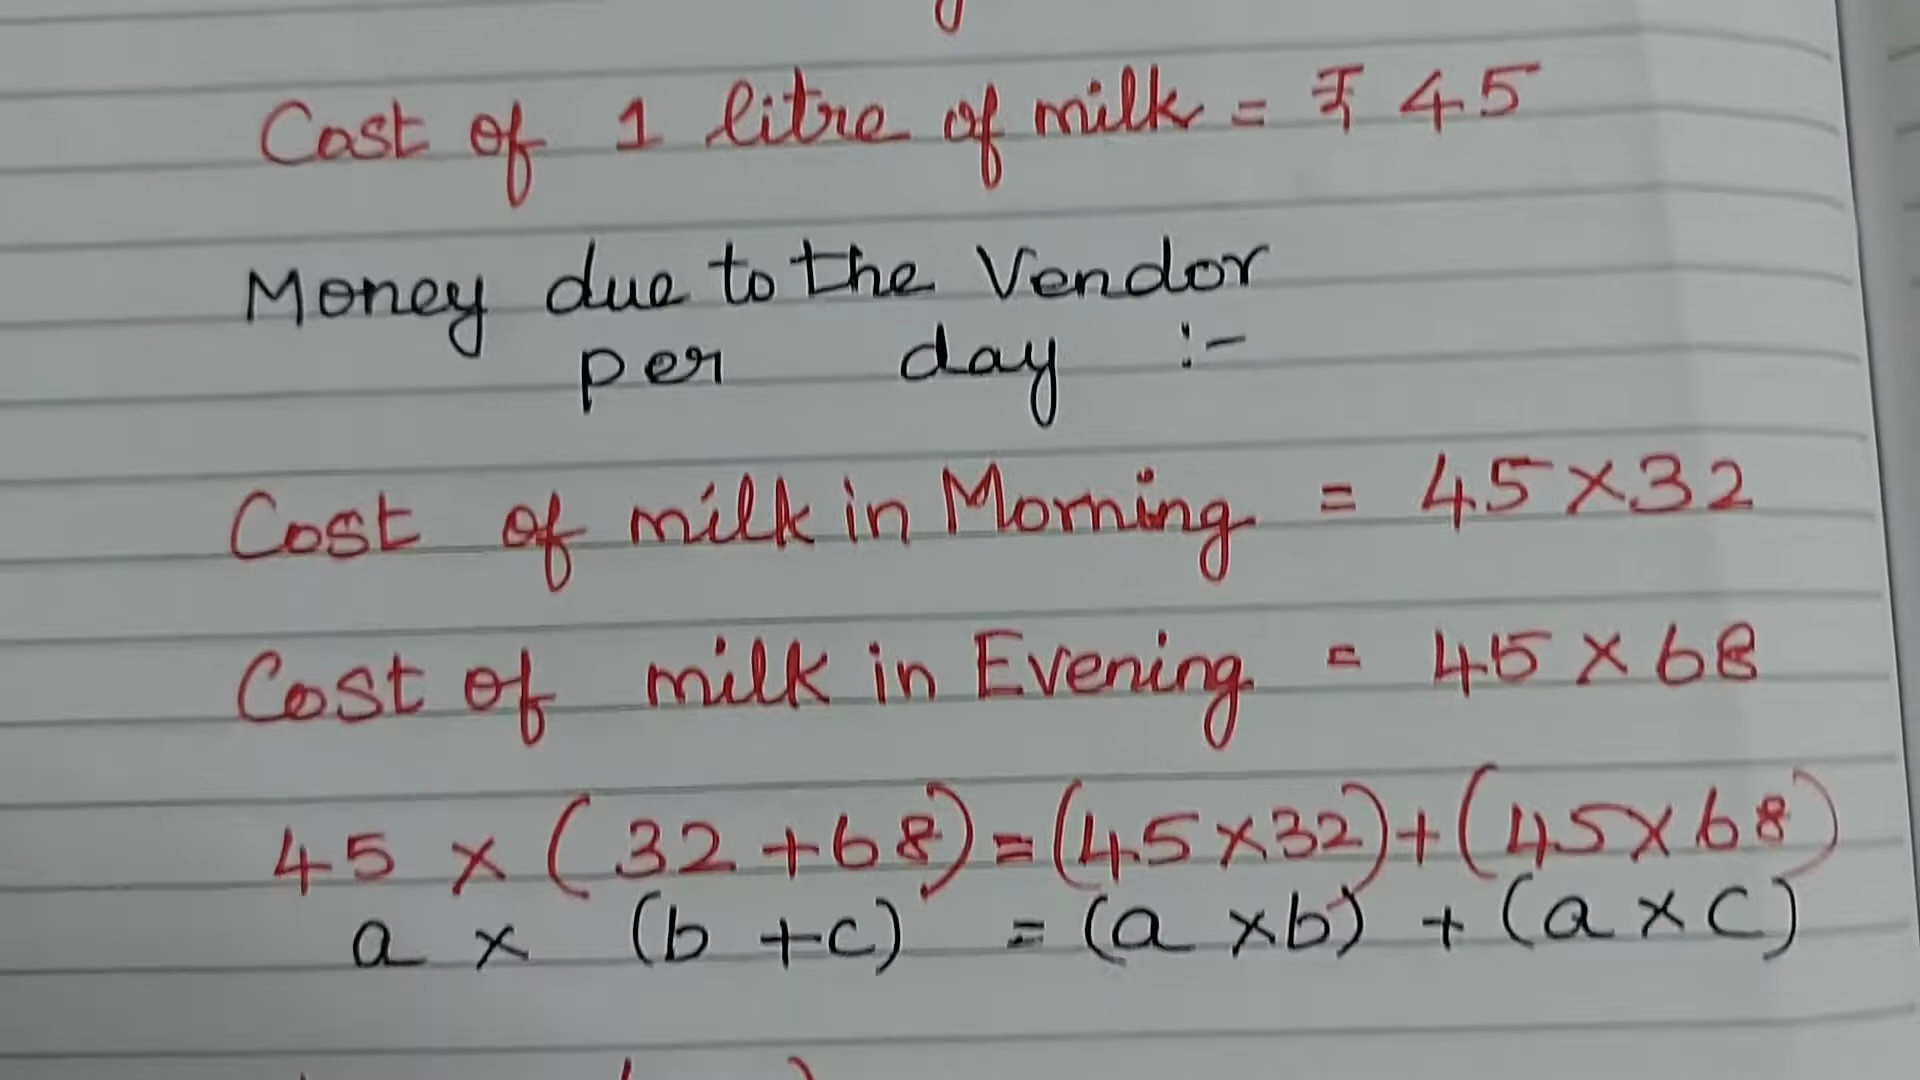 Cost of 1 litre of milk = ₹ 45
Money due to the Vendor
per day :-
Cost of milk in Morning = 45×32
Cost of milk in Evening = 45×68
45 × (32+68)=(45×32)+(45×68)
a × (b+c) = (a×b) + (a×c)